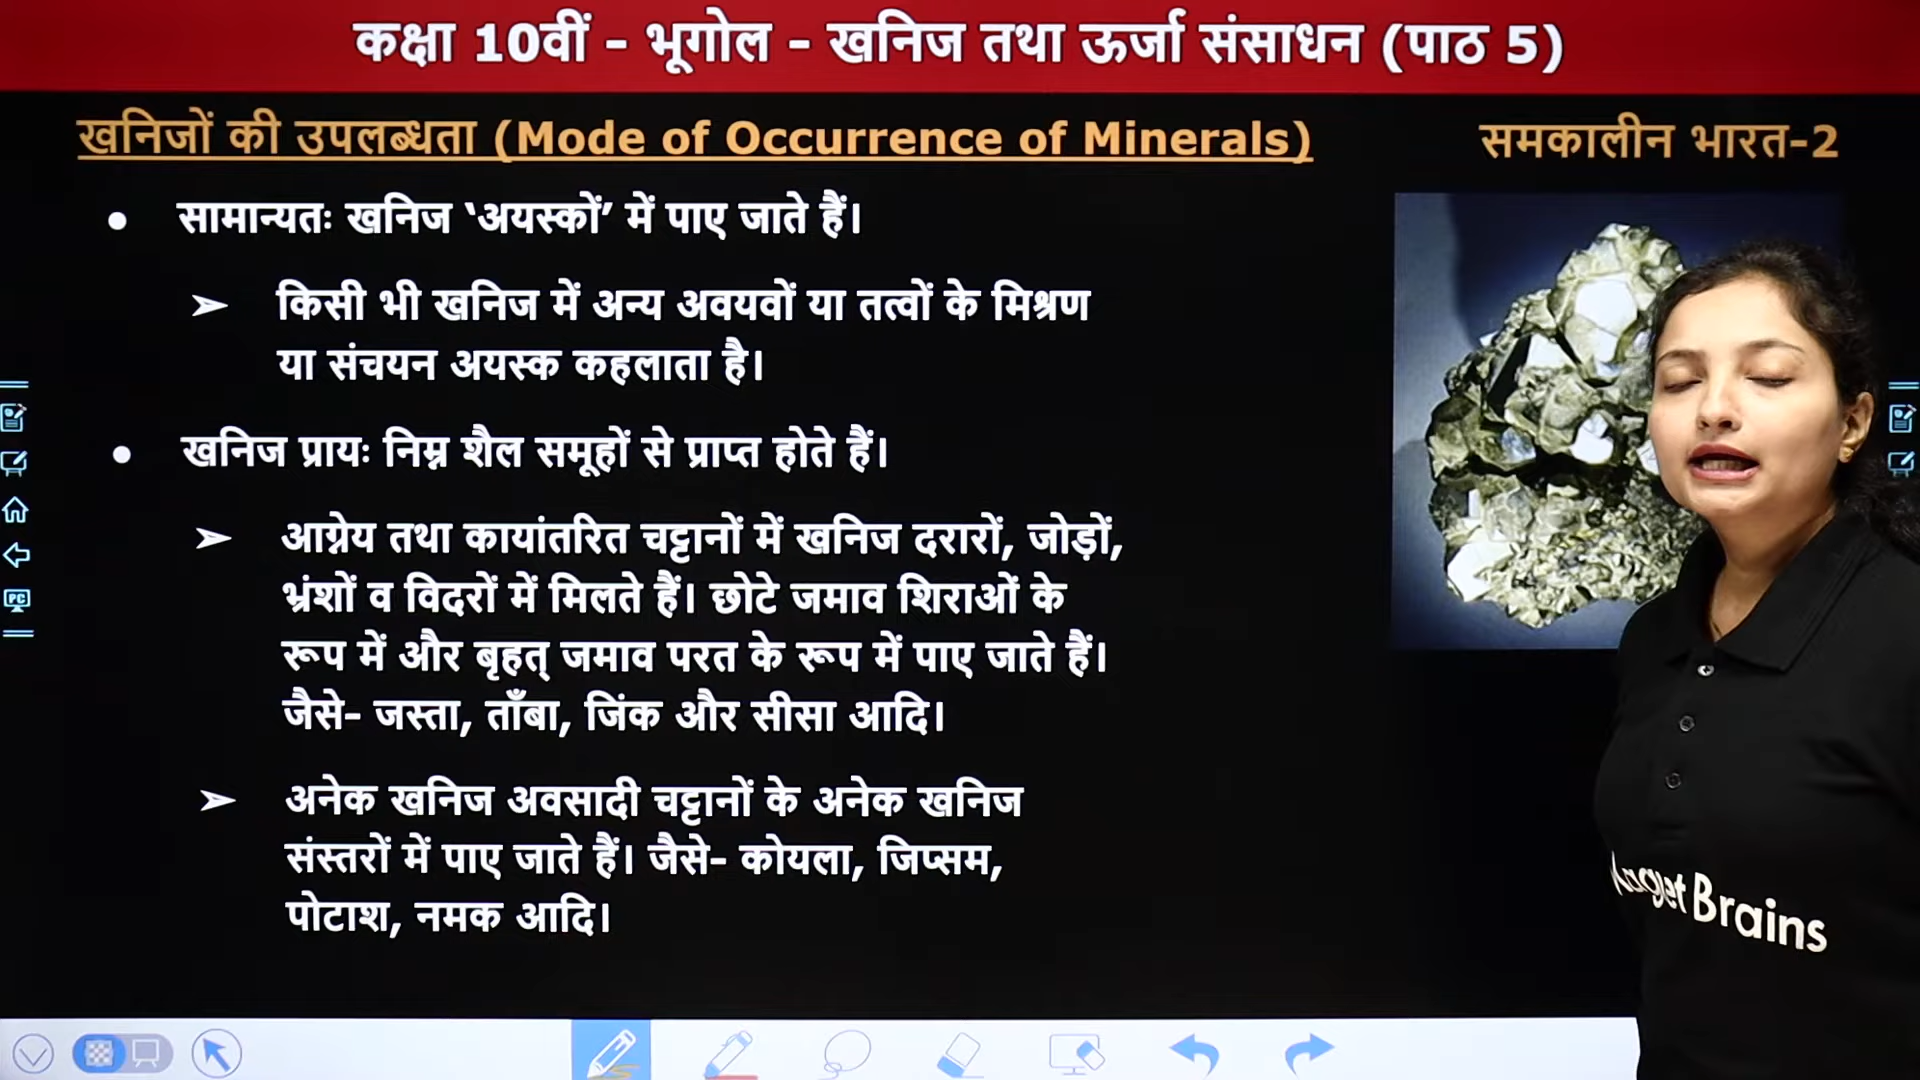 कक्षा 10वीं - भूगोल - खनिज तथा ऊर्जा संसाधन (पाठ 5)
खनिजों की उपलब्धता (Mode of Occurrence of Minerals)
समकालीन भारत-2
• सामान्यतः खनिज ‘अयस्कों’ में पाए जाते हैं।
➢ किसी भी खनिज में अन्य अवयवों या तत्वों के मिश्रण
या संचयन अयस्क कहलाता है।
• खनिज प्रायः निम्न शैल समूहों से प्राप्त होते हैं।
➢ आग्नेय तथा कायांतरित चट्टानों में खनिज दरारों, जोड़ों,
भ्रंशों व विदरों में मिलते हैं। छोटे जमाव शिराओं के
रूप में और बृहत् जमाव परत के रूप में पाए जाते हैं।
जैसे- जस्ता, ताँबा, जिंक और सीसा आदि।
➢ अनेक खनिज अवसादी चट्टानों के अनेक खनिज
संस्तरों में पाए जाते हैं। जैसे- कोयला, जिप्सम,
पोटाश, नमक आदि।
PC
Brains